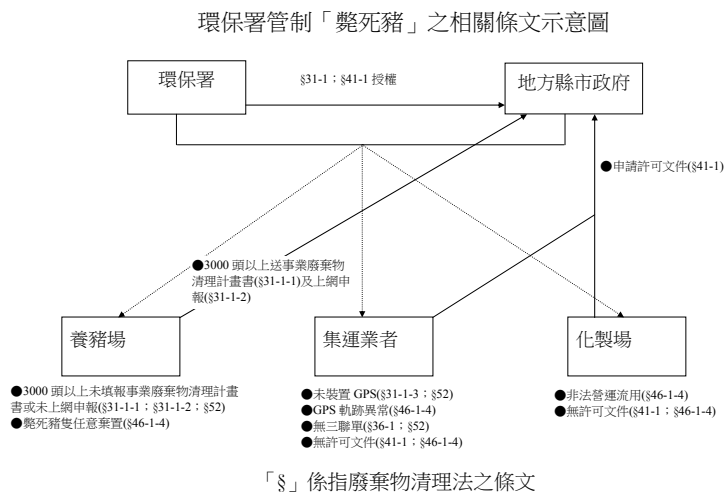 環保署管制「斃死豬」之相關條文示意圖
環保署
§31-1；§41-1 授權
地方縣市政府
●申請許可文件(§41-1)
●3000 頭以上送事業廢棄物
清理計畫書(§31-1-1)及上網申
報(§31-1-2)
養豬場
集運業者
化製場
●3000 頭以上未填報事業廢棄物清理計畫
書或未上網申報(§31-1-1；§31-1-2；§52)
●斃死豬隻任意棄置(§46-1-4)
●未裝置 GPS(§31-1-3；§52)
●GPS 軌跡異常(§46-1-4)
●無三聯單(§36-1；§52)
●無許可文件(§41-1；§46-1-4)
●非法營運流用(§46-1-4)
●無許可文件(§41-1；§46-1-4)
「§」係指廢棄物清理法之條文